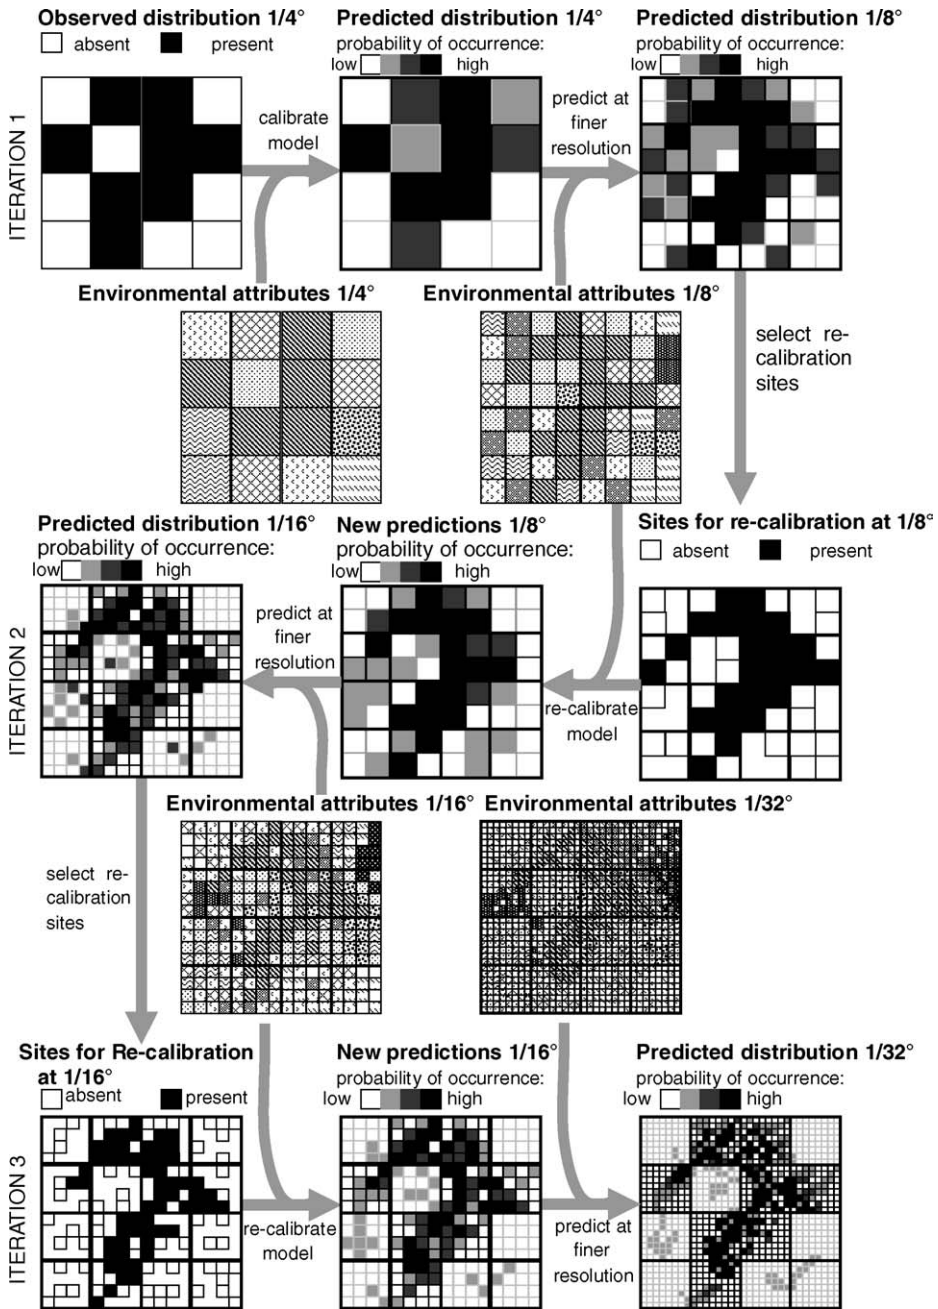 Observed distribution 1/4°
absent present
Predicted distribution 1/4°
probability of occurrence:
low high
Predicted distribution 1/8°
probability of occurrence:
low high
ITERATION 1
calibrate
model
predict at
finer
resolution
Environmental attributes 1/4°
Environmental attributes 1/8°
select re-
calibration
sites
Predicted distribution 1/16°
probability of occurrence:
low high
New predictions 1/8°
probability of occurrence:
low high
Sites for re-calibration at 1/8°
absent present
ITERATION 2
predict at
finer
resolution
re-calibrate
model
Environmental attributes 1/16°
Environmental attributes 1/32°
select re-
calibration
sites
Sites for Re-calibration
at 1/16°
absent present
New predictions 1/16°
probability of occurrence:
low high
Predicted distribution 1/32°
probability of occurrence:
low high
ITERATION 3
re-calibrate
model
predict at
finer
resolution